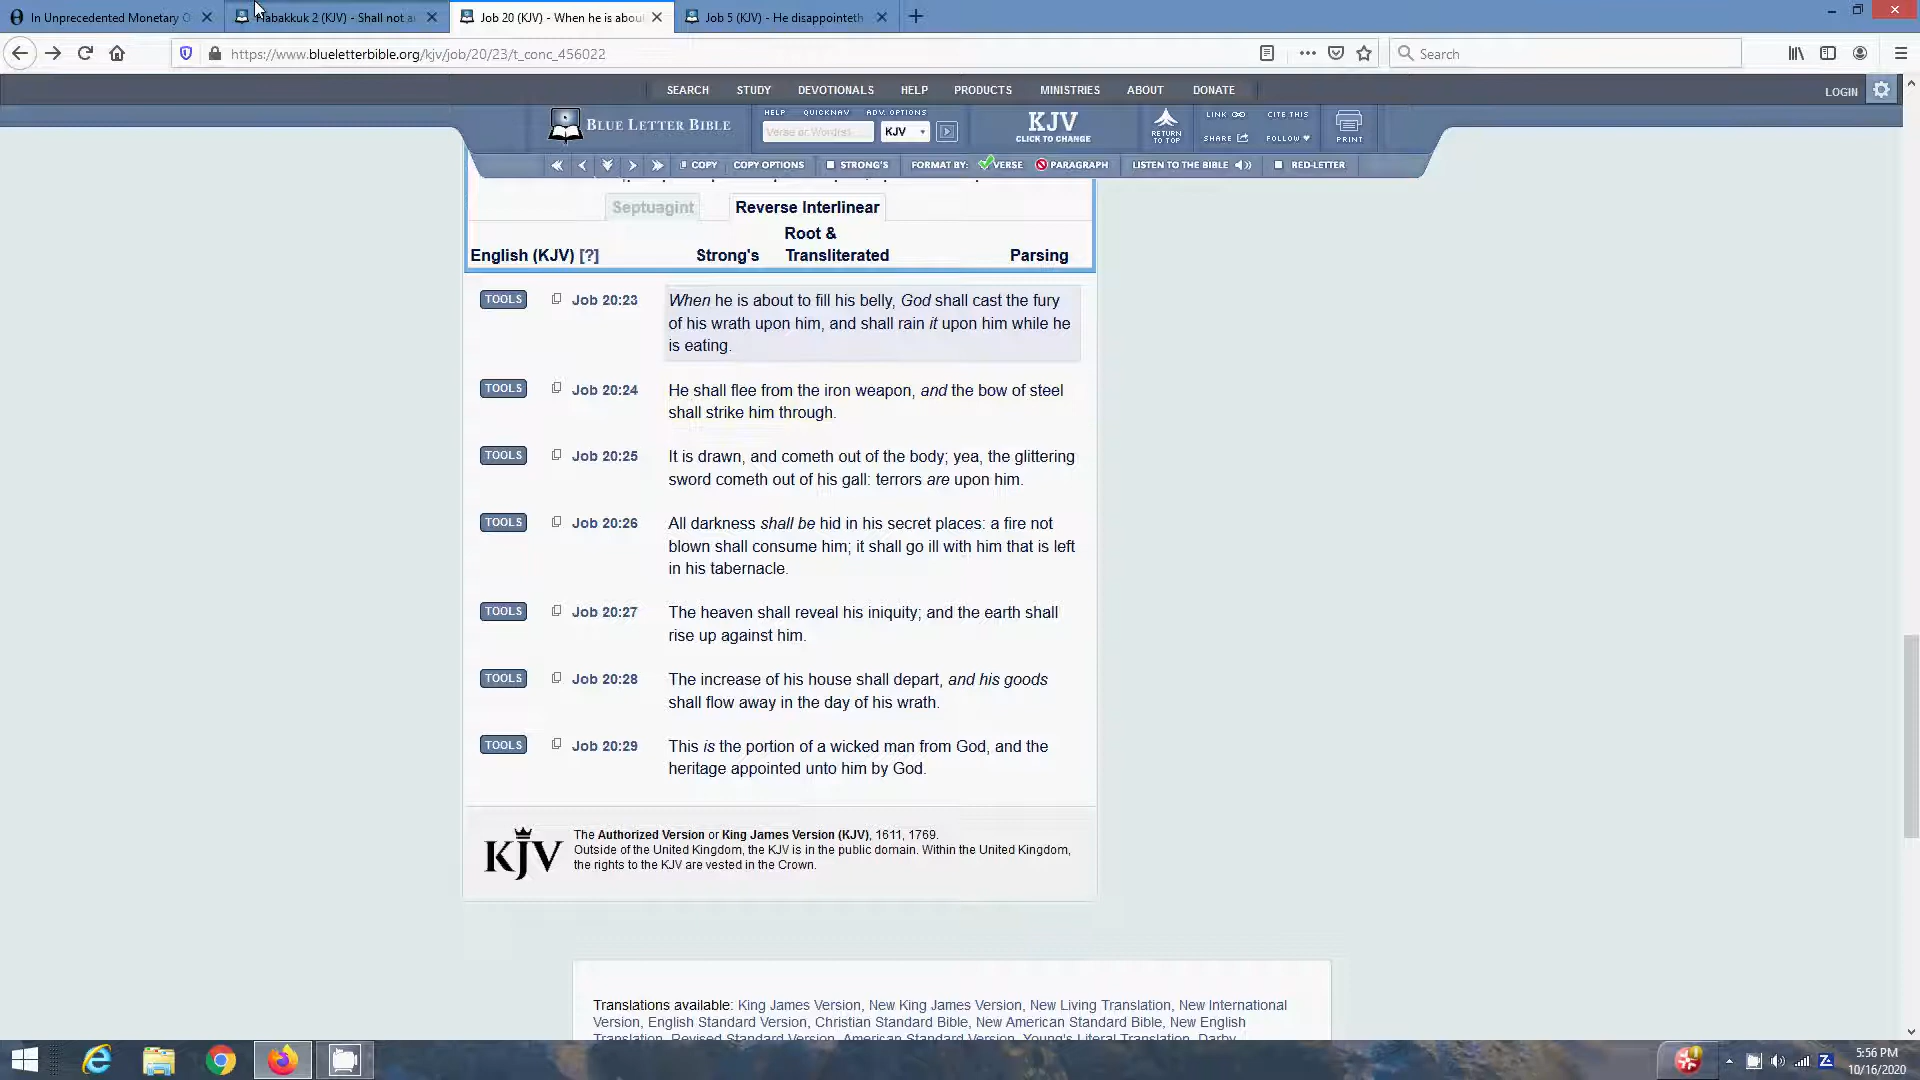 In Unprecedented Monetary
Habakkuk 2 (KJV) - Shall not a
Job 20 (KJV) - When he is abou
Job 5 (KJV) - He disappointeth
https://www.blueletterbible.org/kjv/job/20/23/t_conc_456022
Search
SEARCH STUDY DEVOTIONALS HELP PRODUCTS MINISTRIES ABOUT DONATE
LOGIN
BLUE LETTER BIBLE
HELP QUICKNAV ADV. OPTIONS
Verse or Word(s)
KJV
KJV
CLICK TO CHANGE
RETURN
TO TOP
LINK
CITE THIS
SHARE
FOLLOW
PRINT
COPY COPY OPTIONS STRONG'S FORMAT BY: VERSE PARAGRAPH LISTEN TO THE BIBLE RED-LETTER
Septuagint Reverse Interlinear
English (KJV) [?]
Strong's
Root &
Transliterated
Parsing
TOOLS Job 20:23 When he is about to fill his belly, God shall cast the fury
of his wrath upon him, and shall rain it upon him while he
is eating.
TOOLS Job 20:24 He shall flee from the iron weapon, and the bow of steel
shall strike him through.
TOOLS Job 20:25 It is drawn, and cometh out of the body; yea, the glittering
sword cometh out of his gall: terrors are upon him.
TOOLS Job 20:26 All darkness shall be hid in his secret places: a fire not
blown shall consume him; it shall go ill with him that is left
in his tabernacle.
TOOLS Job 20:27 The heaven shall reveal his iniquity; and the earth shall
rise up against him.
TOOLS Job 20:28 The increase of his house shall depart, and his goods
shall flow away in the day of his wrath.
TOOLS Job 20:29 This is the portion of a wicked man from God, and the
heritage appointed unto him by God.
KJV
The Authorized Version or King James Version (KJV), 1611, 1769.
Outside of the United Kingdom, the KJV is in the public domain. Within the United Kingdom,
the rights to the KJV are vested in the Crown.
Translations available: King James Version, New King James Version, New Living Translation, New International
Version, English Standard Version, Christian Standard Bible, New American Standard Bible, New English
Translation, Revised Standard Version, American Standard Version, Young's Literal Translation, Darby
5:56 PM
10/16/2020